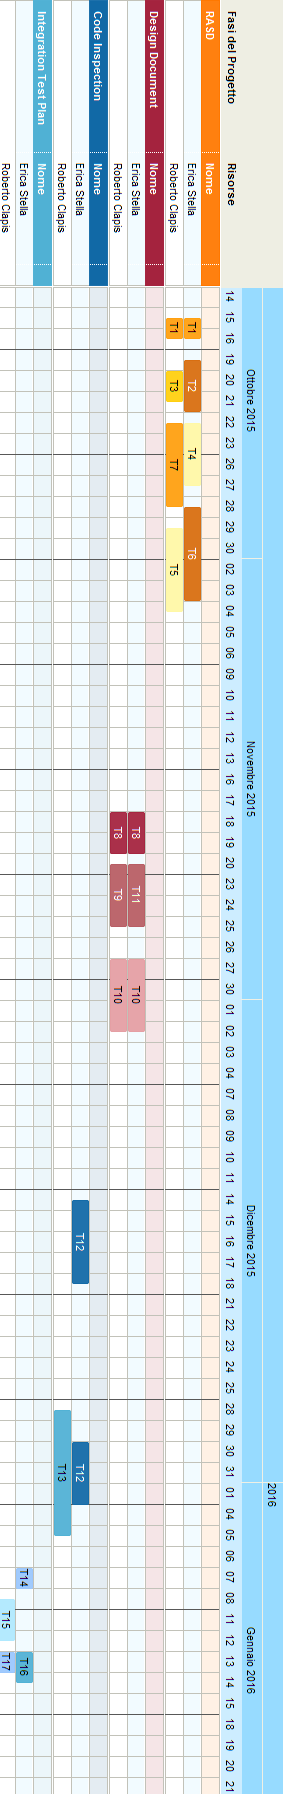 2016
Ottobre 2015 Novembre 2015 Dicembre 2015 Gennaio 2016
Fasi del Progetto Risorse 14 15 16 19 20 21 22 23 26 27 28 29 30 02 03 04 05 06 09 10 11 12 13 16 17 18 19 20 23 24 25 26 27 30 01 02 03 04 07 08 09 10 11 14 15 16 17 18 21 22 23 24 25 28 29 30 31 01 04 05 06 07 08 11 12 13 14 15 18 19 20 21
RASD Nome
Erica Stella T1 T2 T4 T6
Roberto Clapis T1 T3 T7 T5
Design Document Nome
Erica Stella T8 T11 T10
Roberto Clapis T8 T9 T10
Code Inspection Nome
Erica Stella T12 T12
Roberto Clapis T13
Integration Test Plan Nome
Erica Stella T14 T16
Roberto Clapis T15 T17